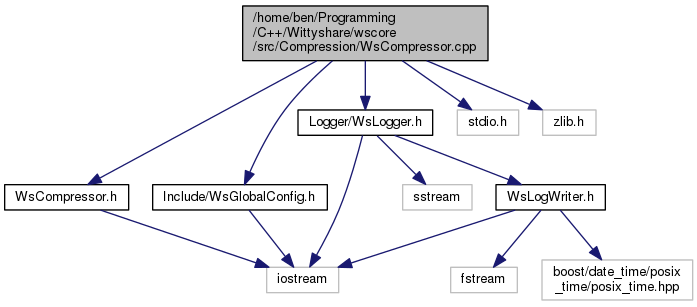 /home/ben/Programming
/C++/Wittyshare/wscore
/src/Compression/WsCompressor.cpp
Logger/WsLogger.h
stdio.h
zlib.h
WsCompressor.h
Include/WsGlobalConfig.h
sstream
WsLogWriter.h
iostream
fstream
boost/date_time/posix
_time/posix_time.hpp